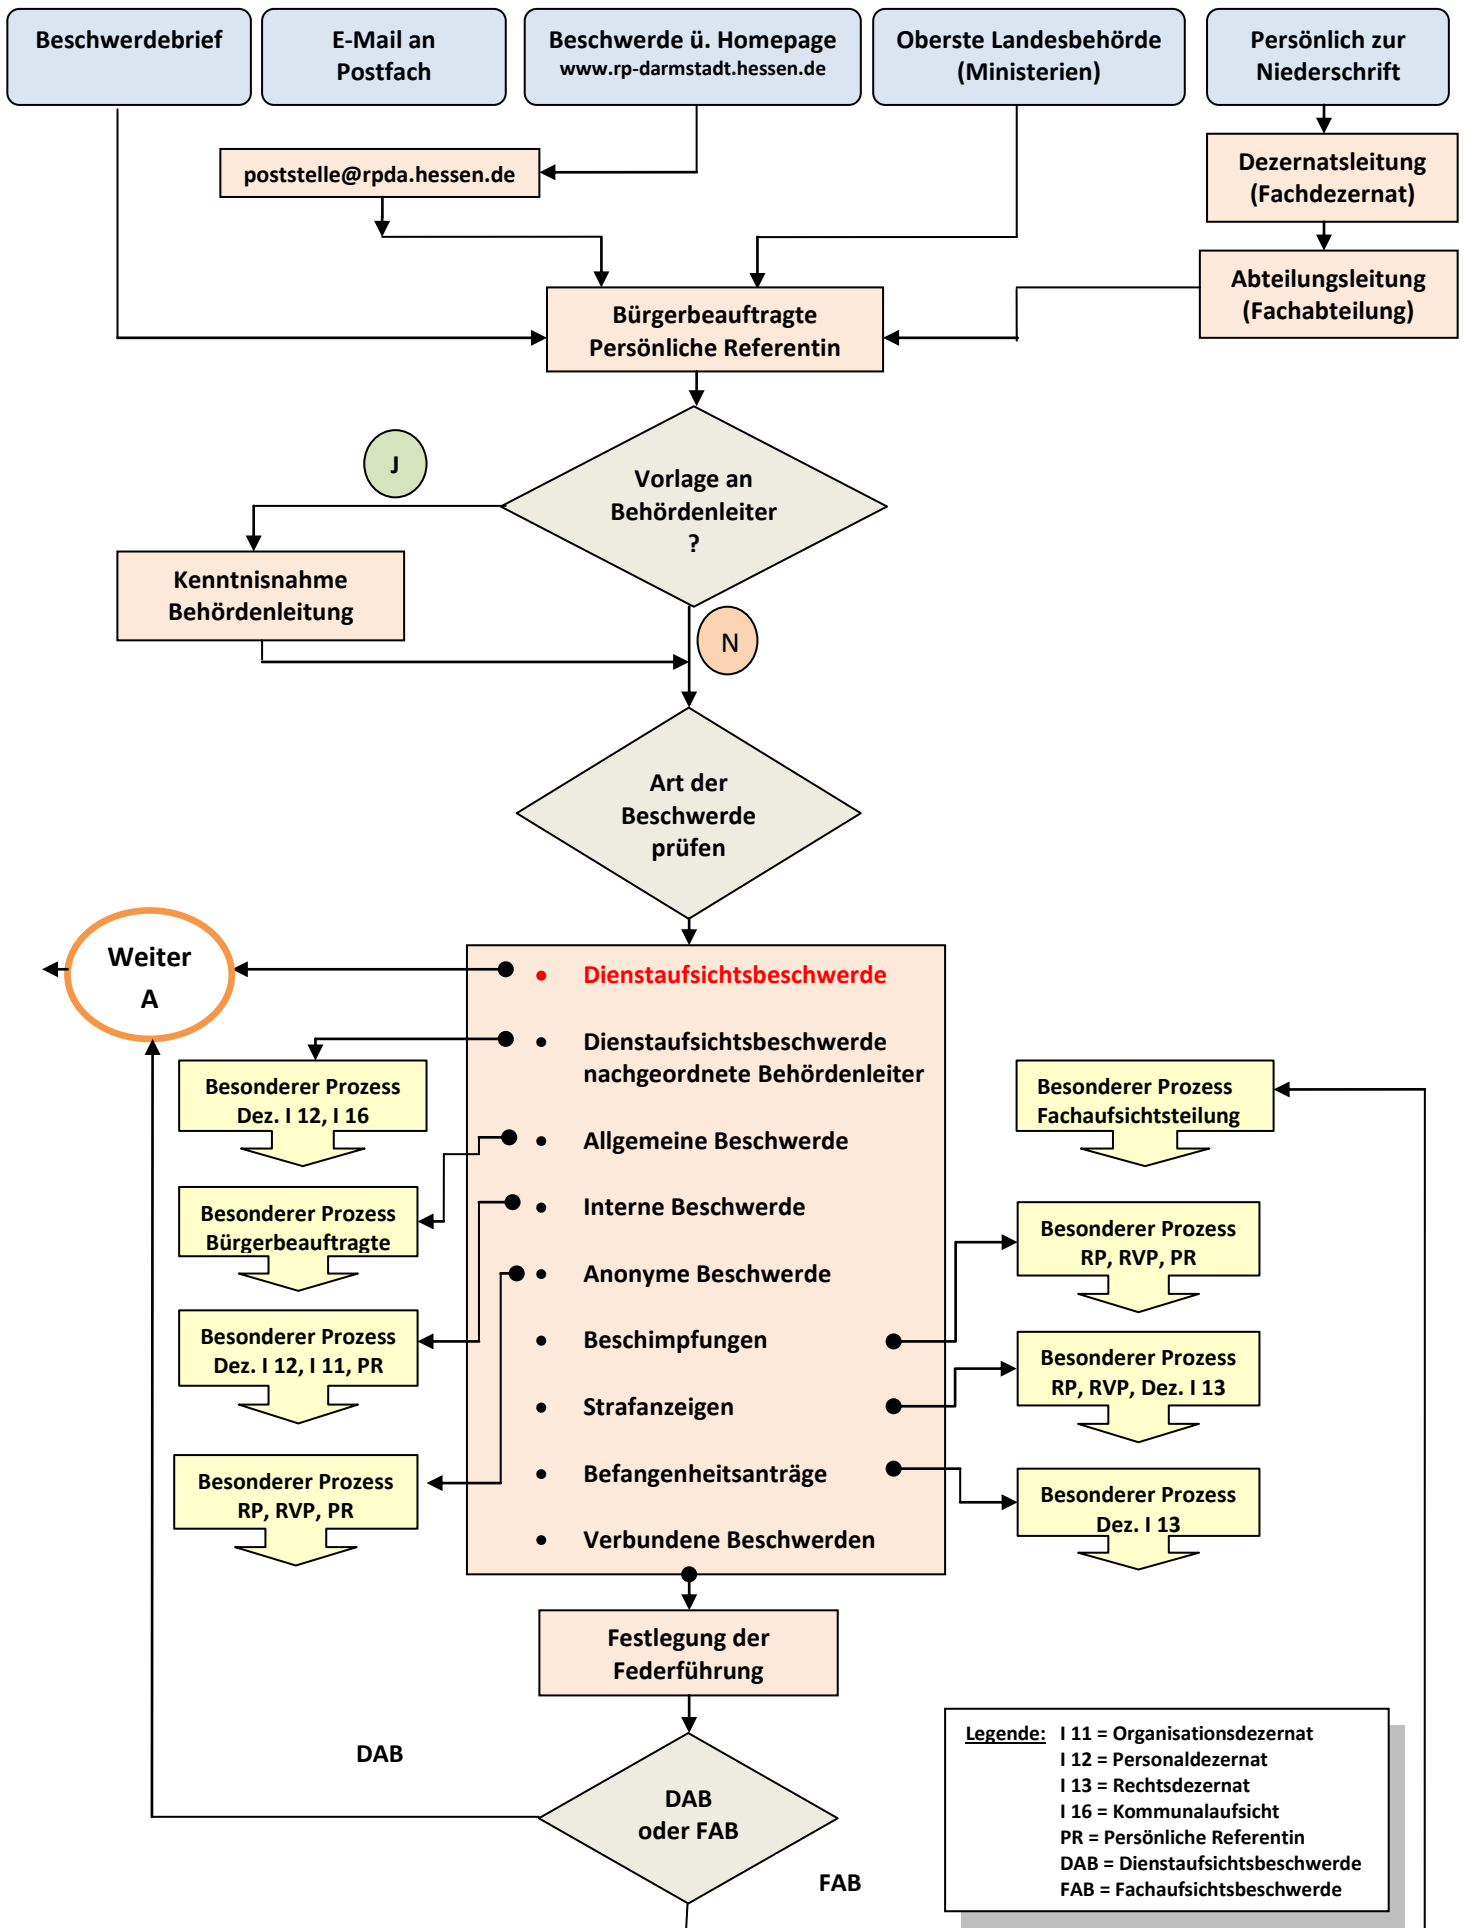 Beschwerdebrief
E-Mail an
Postfach
Beschwerde ü. Homepage
www.rp-darmstadt.hessen.de
Oberste Landesbehörde
(Ministerien)
Persönlich zur
Niederschrift
poststelle@rpda.hessen.de
Dezernatsleitung
(Fachdezernat)
Abteilungsleitung
(Fachabteilung)
Bürgerbeauftragte
Persönliche Referentin
J
Vorlage an
Behördenleiter
?
Kenntnisnahme
Behördenleitung
N
Art der
Beschwerde
prüfen
Weiter
A
• Dienstaufsichtsbeschwerde
• Dienstaufsichtsbeschwerde
nachgeordnete Behördenleiter
• Allgemeine Beschwerde
• Interne Beschwerde
• Anonyme Beschwerde
• Beschimpfungen
• Strafanzeigen
• Befangenheitsanträge
• Verbundene Beschwerden
Besonderer Prozess
Dez. I 12, I 16
Besonderer Prozess
Bürgerbeauftragte
Besonderer Prozess
Dez. I 12, I 11, PR
Besonderer Prozess
RP, RVP, PR
Besonderer Prozess
Fachaufsichtsteilung
Besonderer Prozess
RP, RVP, PR
Besonderer Prozess
RP, RVP, Dez. I 13
Besonderer Prozess
Dez. I 13
Festlegung der
Federführung
DAB
DAB
oder FAB
FAB
Legende: I 11 = Organisationsdezernat
I 12 = Personaldezernat
I 13 = Rechtsdezernat
I 16 = Kommunalaufsicht
PR = Persönliche Referentin
DAB = Dienstaufsichtsbeschwerde
FAB = Fachaufsichtsbeschwerde